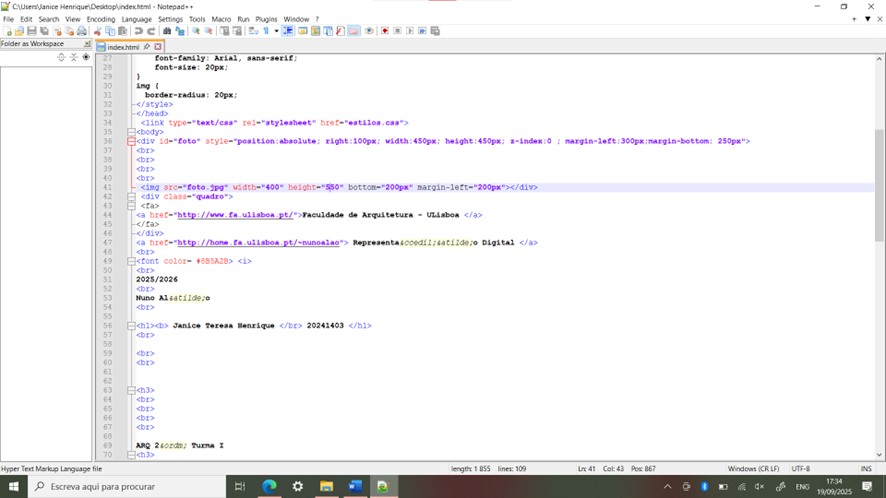 C:\Users\Janice Henrique\Desktop\index.html - Notepad++
File Edit Search View Encoding Language Settings Tools Macro Run Plugins Window ?
Folder as Workspace
index.html
27 font-family: Arial, sans-serif;
28 font-size: 20px;
29 }
30 img {
31 border-radius: 20px;
32 </style>
33 </head>
34 <link type="text/css" rel="stylesheet" href="estilos.css">
35 <body>
36 <div id="foto" style="position:absolute; right:100px; width:450px; height:450px; z-index:0 ; margin-left:300px;margin-bottom: 250px">
37 <br>
38 <br>
39 <br>
40 <br>
41 <img src="foto.jpg" width="400" height="550" bottom="200px" margin-left="200px"></div>
42 <div class="quadro">
43 <fa>
44 <a href="http://www.fa.ulisboa.pt/">Faculdade de Arquitetura - ULisboa </a>
45 </fa>
46 </div>
47 <a href="http://home.fa.ulisboa.pt/~nunoalao"> Representa&ccedil;&atilde;o Digital </a>
48 <br>
49 <font color= #8B5A2B> <i>
50 <br>
51 2025/2026
52 <br>
53 Nuno Al&atilde;o
54 <br>
55
56 <h1><b> Janice Teresa Henrique </br> 20241403 </h1>
57 <br>
58
59 <br>
60 <br>
61
62
63 <h3>
64 <br>
65 <br>
66 <br>
67 <br>
68
69 ARQ 2&ordm; Turma I
70 <h3>
Hyper Text Markup Language file length: 1 855 lines: 109 Ln: 41 Col: 43 Pos: 867 Windows (CR LF) UTF-8 INS
Escreva aqui para procurar
ENG
17:34
19/09/2025